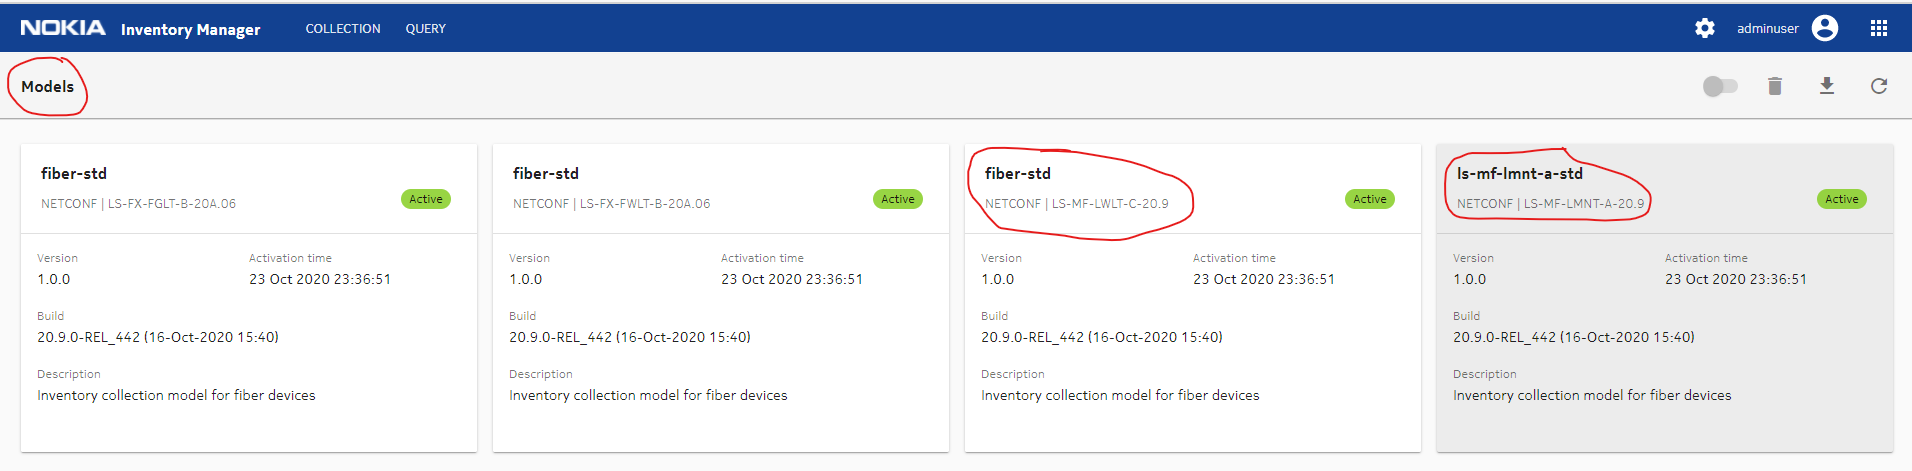 NOKIA Inventory Manager COLLECTION QUERY adminuser
Models
fiber-std
NETCONF | LS-FX-FGLT-B-20A.06
Active
Version
1.0.0
Activation time
23 Oct 2020 23:36:51
Build
20.9.0-REL_442 (16-Oct-2020 15:40)
Description
Inventory collection model for fiber devices
fiber-std
NETCONF | LS-FX-FWLT-B-20A.06
Active
Version
1.0.0
Activation time
23 Oct 2020 23:36:51
Build
20.9.0-REL_442 (16-Oct-2020 15:40)
Description
Inventory collection model for fiber devices
fiber-std
NETCONF | LS-MF-LWLT-C-20.9
Active
Version
1.0.0
Activation time
23 Oct 2020 23:36:51
Build
20.9.0-REL_442 (16-Oct-2020 15:40)
Description
Inventory collection model for fiber devices
ls-mf-lmnt-a-std
NETCONF | LS-MF-LMNT-A-20.9
Active
Version
1.0.0
Activation time
23 Oct 2020 23:36:51
Build
20.9.0-REL_442 (16-Oct-2020 15:40)
Description
Inventory collection model for fiber devices